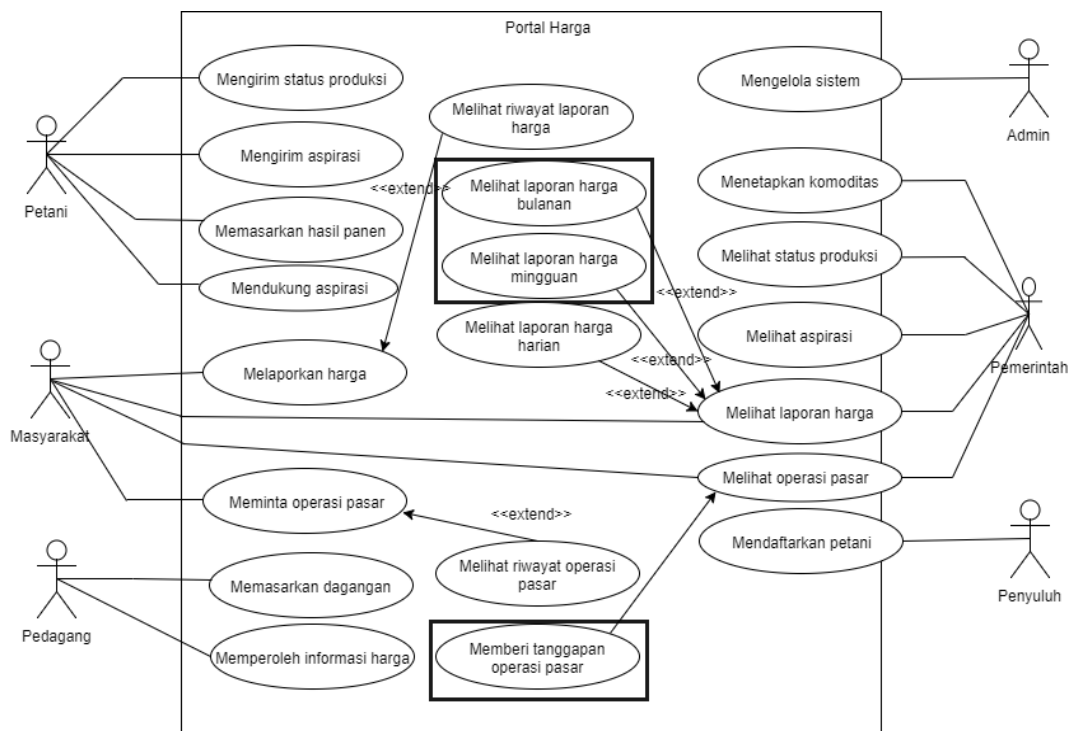 Portal Harga
Mengirim status produksi
Mengelola sistem
Melihat riwayat laporan
harga
Admin
Mengirim aspirasi
<<extend>>
Melihat laporan harga
bulanan
Menetapkan komoditas
Petani
Memasarkan hasil panen
Melihat laporan harga
mingguan
Melihat status produksi
Mendukung aspirasi
<<extend>>
Melihat laporan harga
harian
Melihat aspirasi
<<extend>>
Pemerintah
Melaporkan harga
<<extend>>
Melihat laporan harga
Masyarakat
Melihat operasi pasar
Meminta operasi pasar
<<extend>>
Mendaftarkan petani
Melihat riwayat operasi
pasar
Memasarkan dagangan
Penyuluh
Pedagang
Memperoleh informasi harga
Memberi tanggapan
operasi pasar